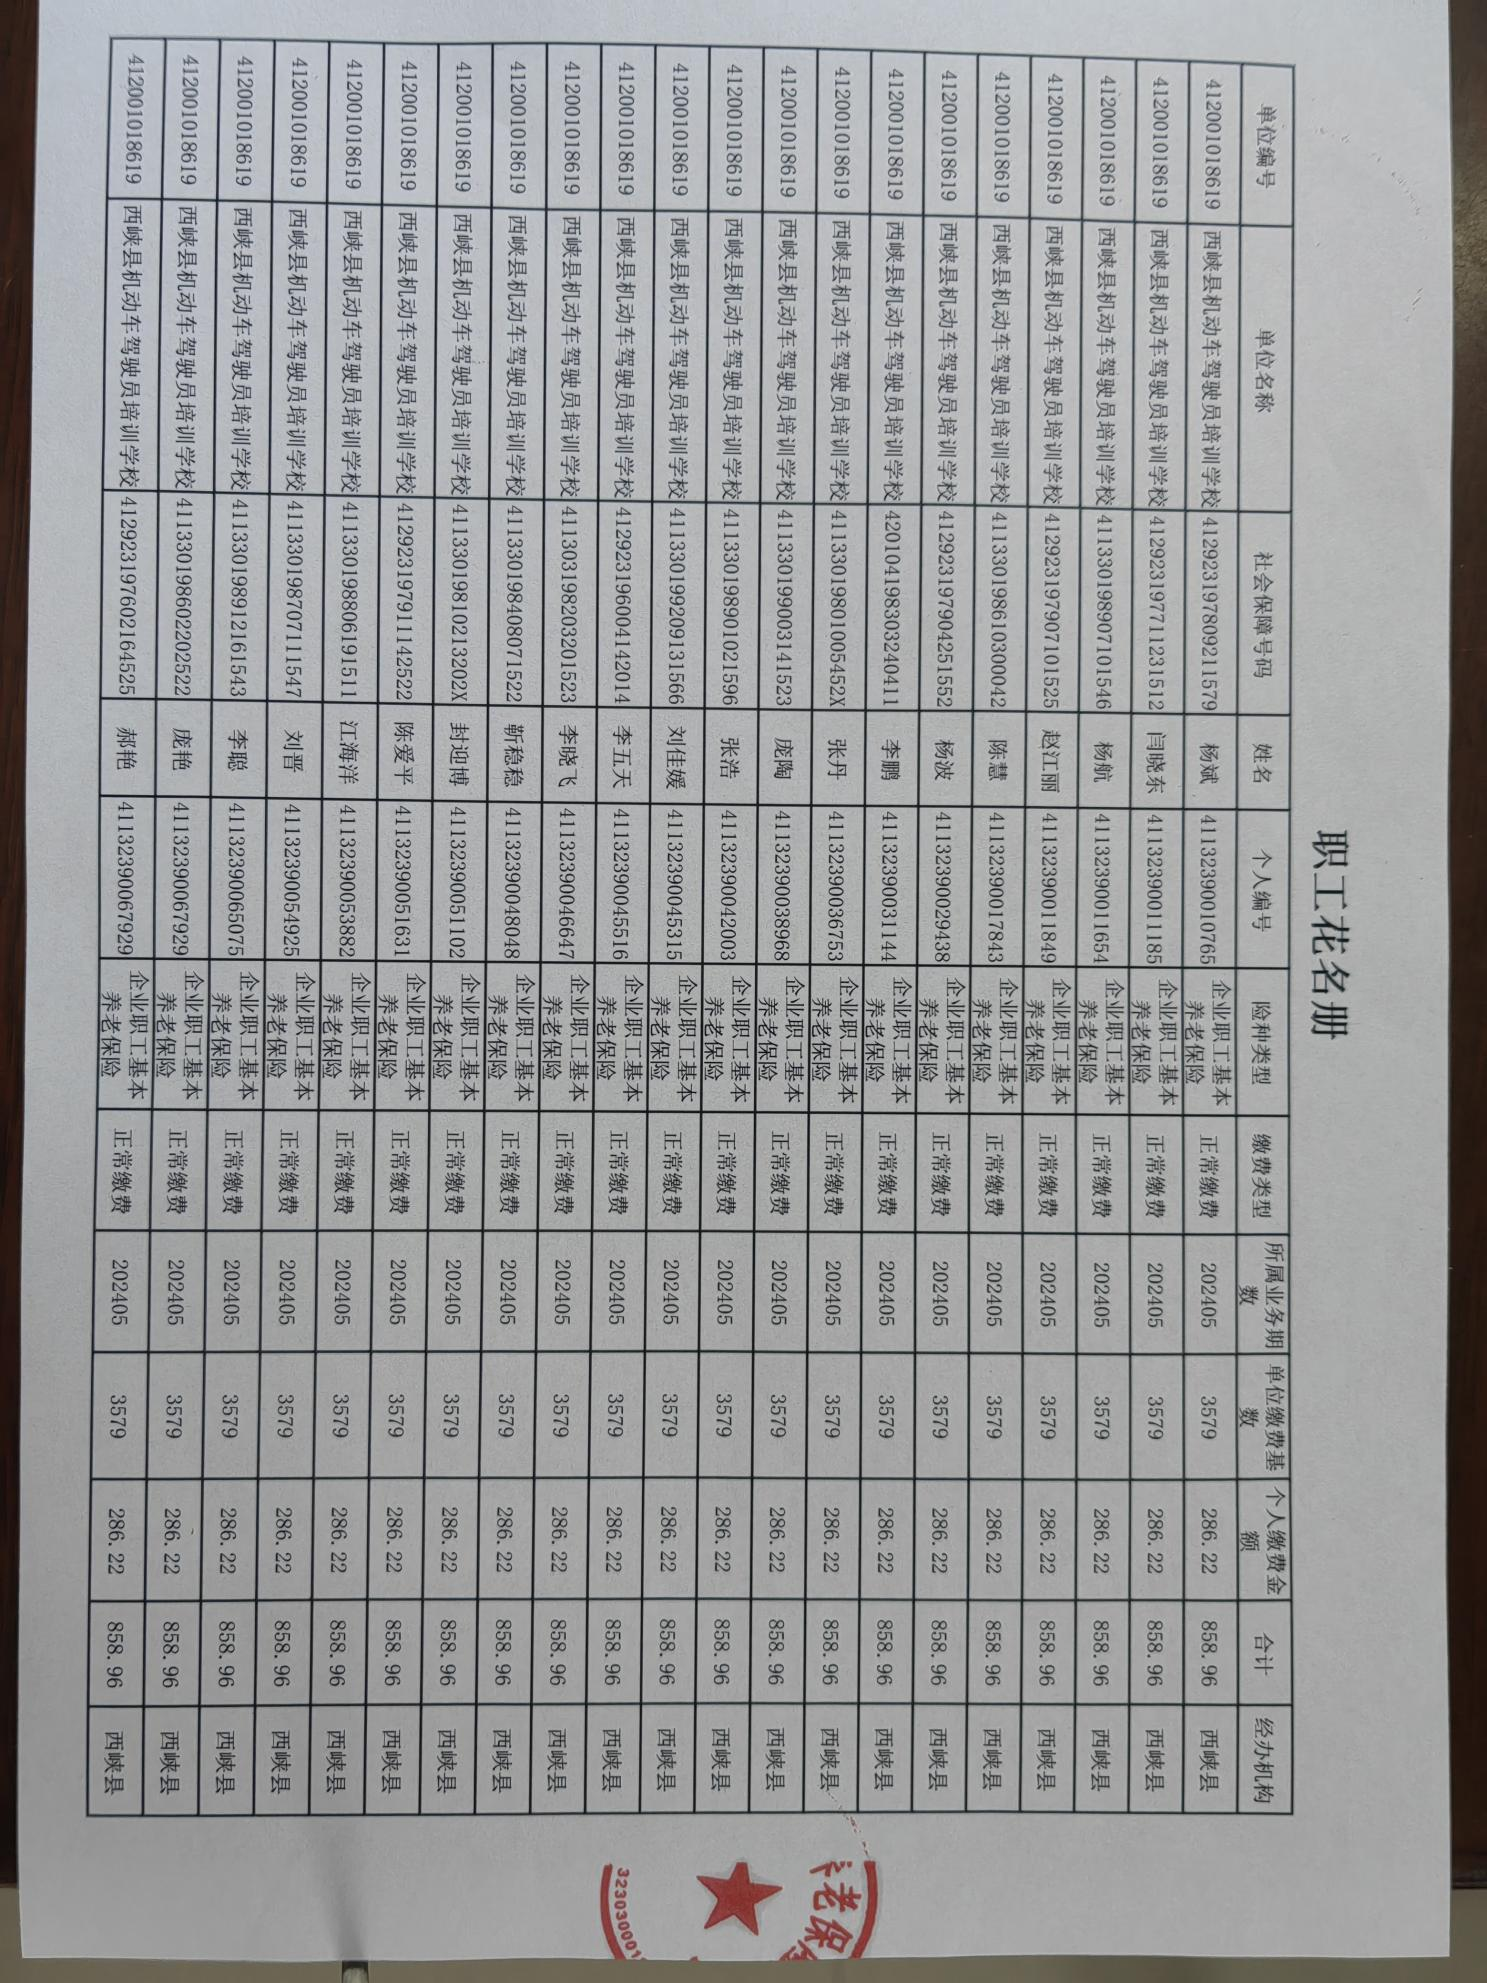 职工花名册
单位编号 单位名称 社会保障号码 姓名 个人编号 险种类型 缴费类型 所属业务期数 单位缴费基数 个人缴费金额 合计 经办机构
412001018619 西峡县机动车驾驶员培训学校 412923197809211579 杨斌 41132390010765 企业职工基本养老保险 正常缴费 202405 3579 286.22 858.96 西峡县
412001018619 西峡县机动车驾驶员培训学校 412923197711231512 闫晓东 41132390011185 企业职工基本养老保险 正常缴费 202405 3579 286.22 858.96 西峡县
412001018619 西峡县机动车驾驶员培训学校 411330198907101546 杨航 41132390011654 企业职工基本养老保险 正常缴费 202405 3579 286.22 858.96 西峡县
412001018619 西峡县机动车驾驶员培训学校 412923197907101525 赵江丽 41132390011849 企业职工基本养老保险 正常缴费 202405 3579 286.22 858.96 西峡县
412001018619 西峡县机动车驾驶员培训学校 411330198610300042 陈慧 41132390017843 企业职工基本养老保险 正常缴费 202405 3579 286.22 858.96 西峡县
412001018619 西峡县机动车驾驶员培训学校 412923197904251552 杨波 41132390029438 企业职工基本养老保险 正常缴费 202405 3579 286.22 858.96 西峡县
412001018619 西峡县机动车驾驶员培训学校 420104198303240411 李鹏 41132390031144 企业职工基本养老保险 正常缴费 202405 3579 286.22 858.96 西峡县
412001018619 西峡县机动车驾驶员培训学校 41133019801005452X 张丹 41132390036753 企业职工基本养老保险 正常缴费 202405 3579 286.22 858.96 西峡县
412001018619 西峡县机动车驾驶员培训学校 411330199003141523 庞陶 41132390038968 企业职工基本养老保险 正常缴费 202405 3579 286.22 858.96 西峡县
412001018619 西峡县机动车驾驶员培训学校 411330198901021596 张浩 41132390042003 企业职工基本养老保险 正常缴费 202405 3579 286.22 858.96 西峡县
412001018619 西峡县机动车驾驶员培训学校 411330199209131566 刘佳媛 41132390045315 企业职工基本养老保险 正常缴费 202405 3579 286.22 858.96 西峡县
412001018619 西峡县机动车驾驶员培训学校 412923196004142014 李五天 41132390045516 企业职工基本养老保险 正常缴费 202405 3579 286.22 858.96 西峡县
412001018619 西峡县机动车驾驶员培训学校 411303198203201523 李晓飞 41132390046647 企业职工基本养老保险 正常缴费 202405 3579 286.22 858.96 西峡县
412001018619 西峡县机动车驾驶员培训学校 411330198408071522 靳稳稳 41132390048048 企业职工基本养老保险 正常缴费 202405 3579 286.22 858.96 西峡县
412001018619 西峡县机动车驾驶员培训学校 41133019810213202X 封迎博 41132390051102 企业职工基本养老保险 正常缴费 202405 3579 286.22 858.96 西峡县
412001018619 西峡县机动车驾驶员培训学校 412923197911142522 陈爱平 41132390051631 企业职工基本养老保险 正常缴费 202405 3579 286.22 858.96 西峡县
412001018619 西峡县机动车驾驶员培训学校 411330198806191511 江海洋 41132390053882 企业职工基本养老保险 正常缴费 202405 3579 286.22 858.96 西峡县
412001018619 西峡县机动车驾驶员培训学校 411330198707111547 刘晋 41132390054925 企业职工基本养老保险 正常缴费 202405 3579 286.22 858.96 西峡县
412001018619 西峡县机动车驾驶员培训学校 411330198912161543 李聪 41132390065075 企业职工基本养老保险 正常缴费 202405 3579 286.22 858.96 西峡县
412001018619 西峡县机动车驾驶员培训学校 411330198602202522 庞艳 41132390067929 企业职工基本养老保险 正常缴费 202405 3579 286.22 858.96 西峡县
412001018619 西峡县机动车驾驶员培训学校 412923197602164525 郝艳 41132390067929 企业职工基本养老保险 正常缴费 202405 3579 286.22 858.96 西峡县
老保
323030001